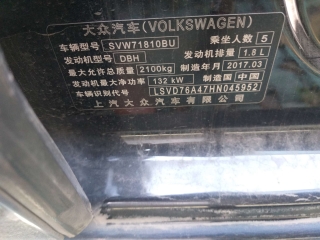 大众汽车(VOLKSWAGEN)
车辆型号 SVW71810BU 乘坐人数 5
发动机型号 DBH 发动机排量 1.8 L
最大允许总质量 2100kg 制造年月 2017.03
发动机最大净功率 132 kW 制造国 中国
车辆识别代号 LSVD76A47HN045952
上汽大众汽车有限公司